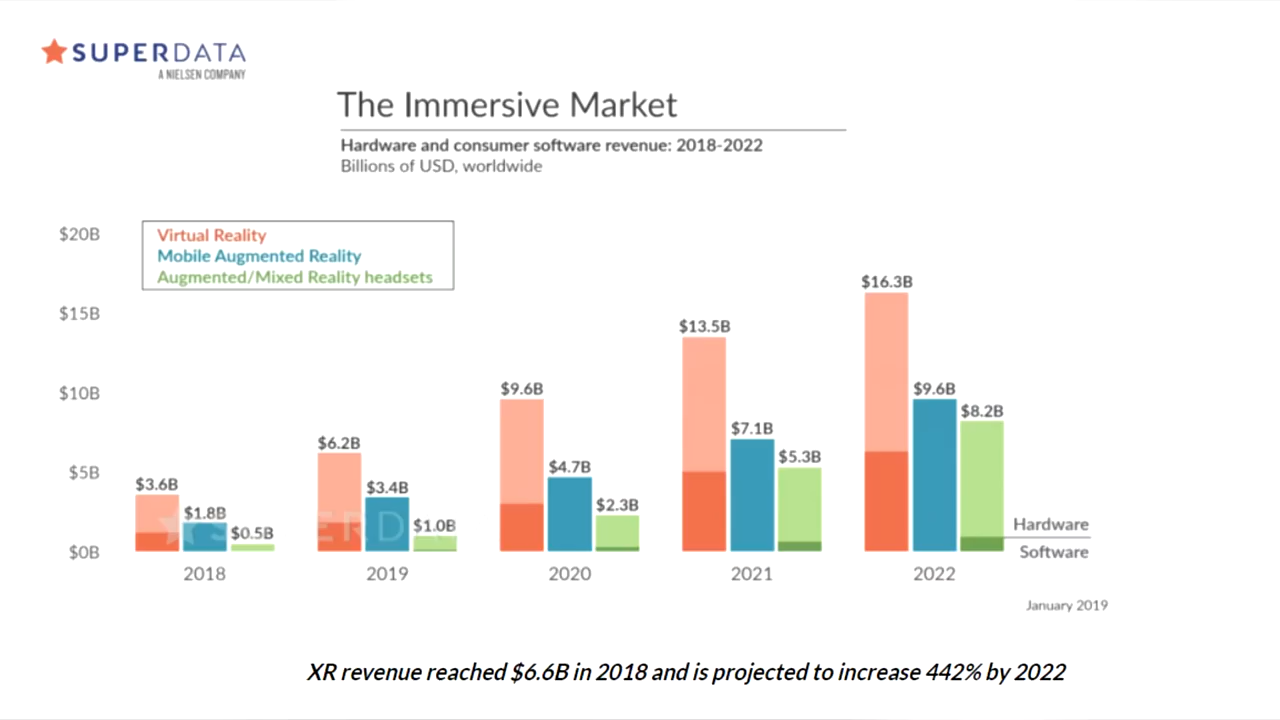 SUPERDATA
A NIELSEN COMPANY
The Immersive Market
Hardware and consumer software revenue: 2018-2022
Billions of USD, worldwide
Virtual Reality
Mobile Augmented Reality
Augmented/Mixed Reality headsets
$20B
$15B
$10B
$5B
$0B
$3.6B
$1.8B
$0.5B
$6.2B
$3.4B
$1.0B
$9.6B
$4.7B
$2.3B
$13.5B
$7.1B
$5.3B
$16.3B
$9.6B
$8.2B
Hardware
Software
2018
2019
2020
2021
2022
January 2019
XR revenue reached $6.6B in 2018 and is projected to increase 442% by 2022